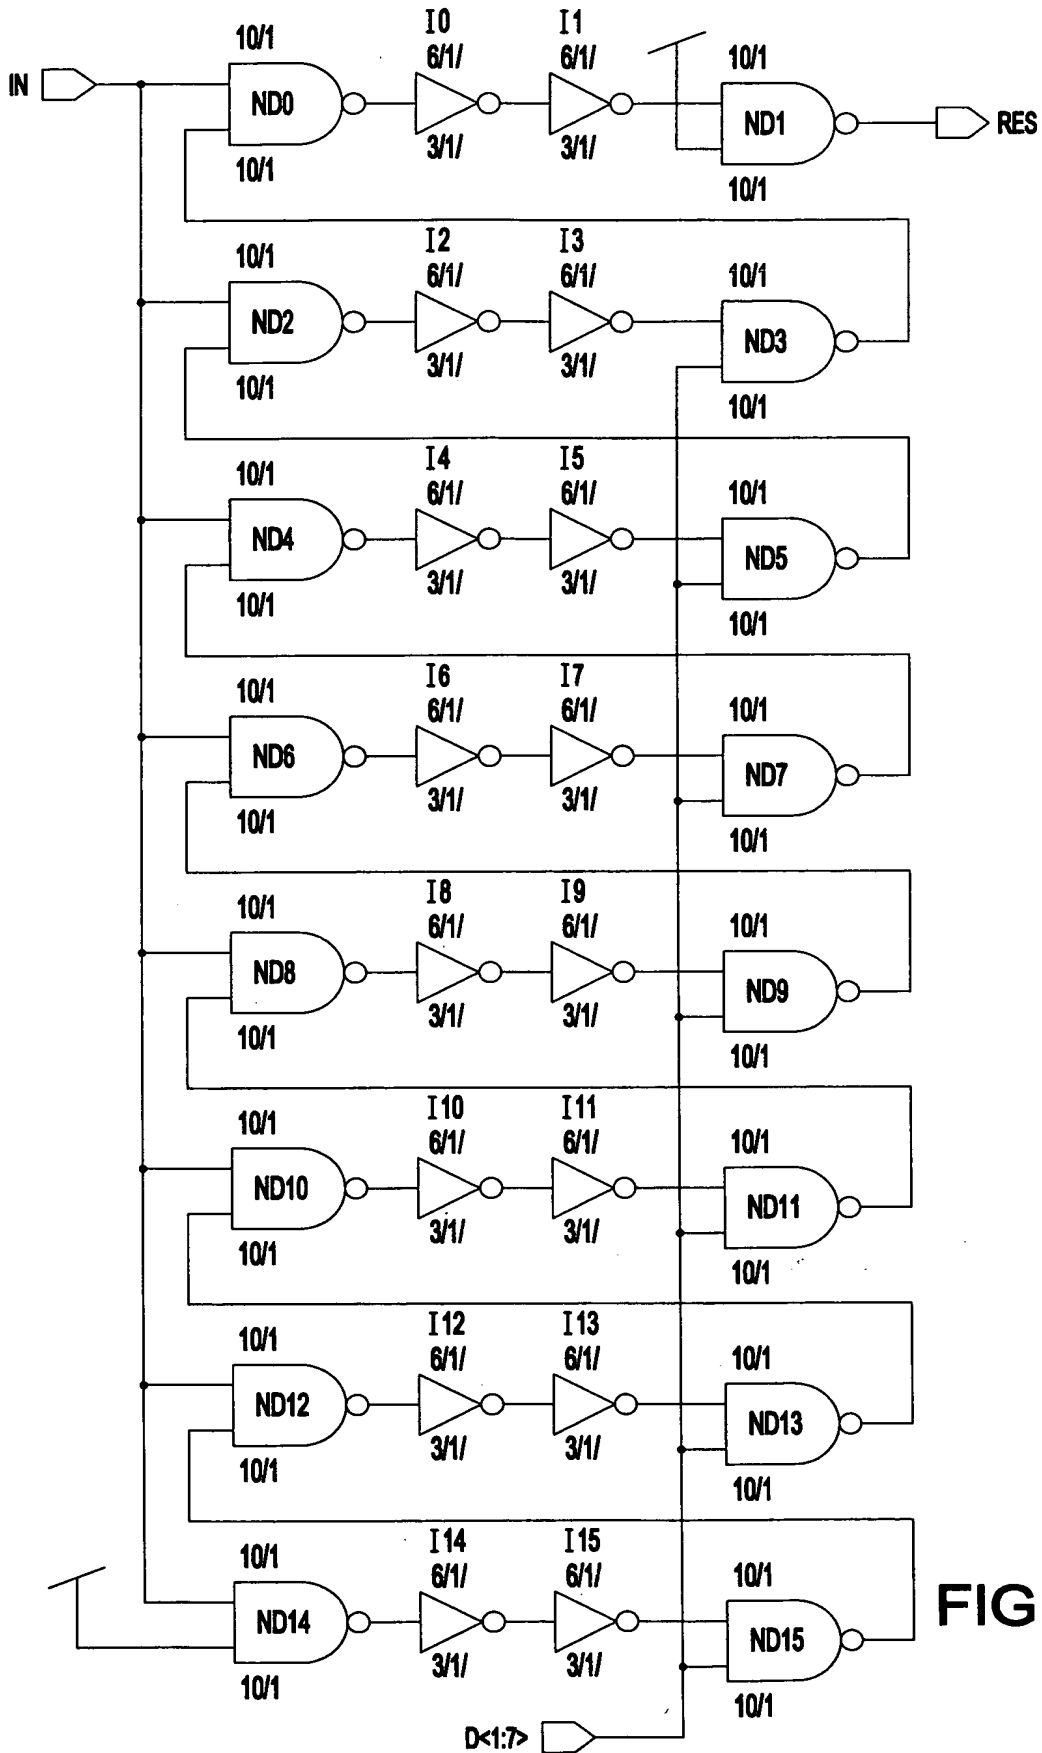 I0 I1
10/1 6/1/ 6/1/ 10/1
IN ND0 ND1 RES
10/1 3/1/ 3/1/ 10/1
I2 I3
10/1 6/1/ 6/1/ 10/1
ND2 ND3
10/1 3/1/ 3/1/ 10/1
I4 I5
10/1 6/1/ 6/1/ 10/1
ND4 ND5
10/1 3/1/ 3/1/ 10/1
I6 I7
10/1 6/1/ 6/1/ 10/1
ND6 ND7
10/1 3/1/ 3/1/ 10/1
I8 I9
10/1 6/1/ 6/1/ 10/1
ND8 ND9
10/1 3/1/ 3/1/ 10/1
I10 I11
10/1 6/1/ 6/1/ 10/1
ND10 ND11
10/1 3/1/ 3/1/ 10/1
I12 I13
10/1 6/1/ 6/1/ 10/1
ND12 ND13
10/1 3/1/ 3/1/ 10/1
I14 I15
10/1 6/1/ 6/1/ 10/1
ND14 ND15 FIG
10/1 3/1/ 3/1/ 10/1
D<1:7>